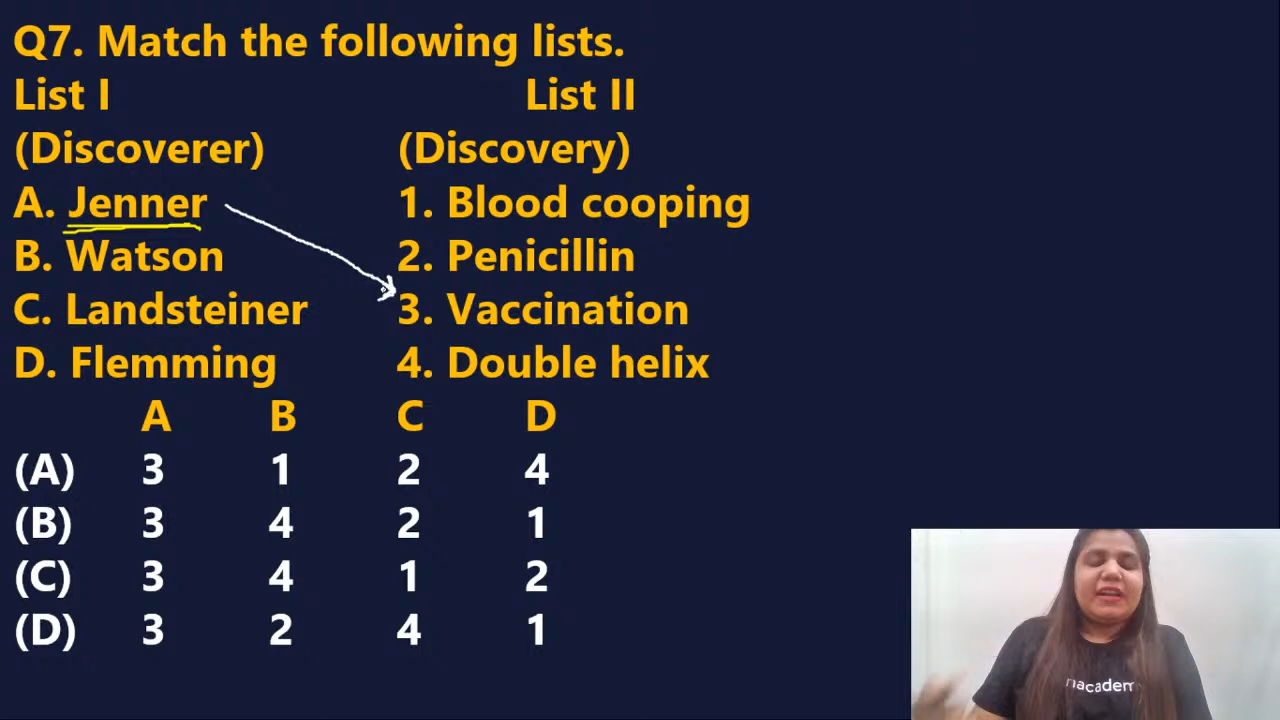 Q7. Match the following lists.
List I List II
(Discoverer) (Discovery)
A. Jenner 1. Blood cooping
B. Watson 2. Penicillin
C. Landsteiner 3. Vaccination
D. Flemming 4. Double helix
A B C D
(A) 3 1 2 4
(B) 3 4 2 1
(C) 3 4 1 2
(D) 3 2 4 1
nacadem